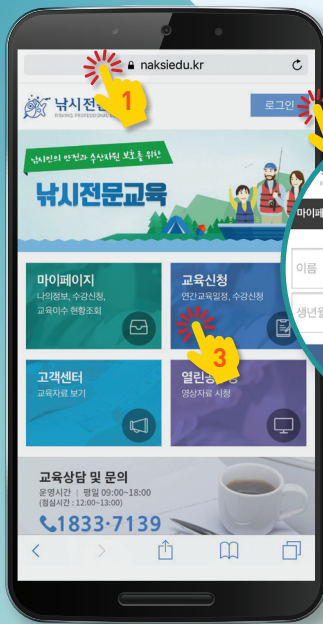 naksiedu.kr
낚시전
1
로그인
낚시인의 안전과 수산자원 보호를 위한
낚시전문교육
마이페
이름
생년월
마이페이지
나의정보, 수강신청,
교육이수 현황조회
교육신청
연간교육일정, 수강신청
3
고객센터
교육자료 보기
열린
영상자료 시청
교육상담 및 문의
운영시간 | 평일 09:00~18:00
(점심시간 : 12:00~13:00)
1833·7139